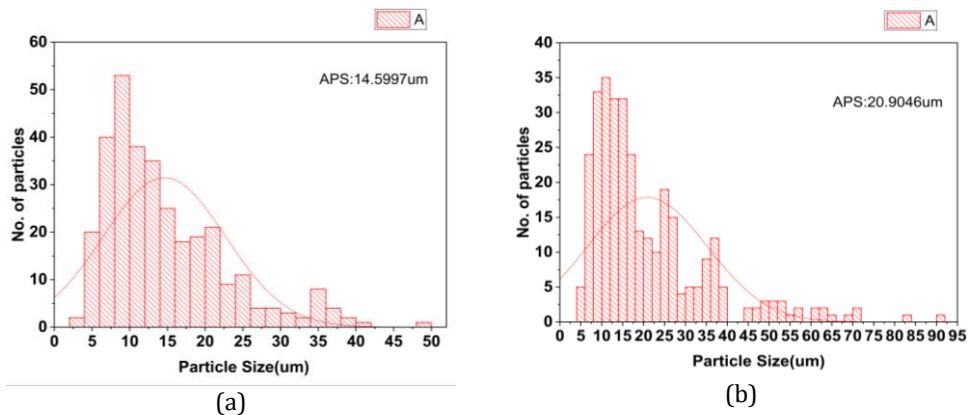 A
60
50
40
30
20
10
0
No. of particles
APS:14.5997um
0 5 10 15 20 25 30 35 40 45 50
Particle Size(um)
(a)
A
40
35
30
25
20
15
10
5
0
No. of particles
APS:20.9046um
0 5 10 15 20 25 30 35 40 45 50 55 60 65 70 75 80 85 90 95
Particle Size(um)
(b)